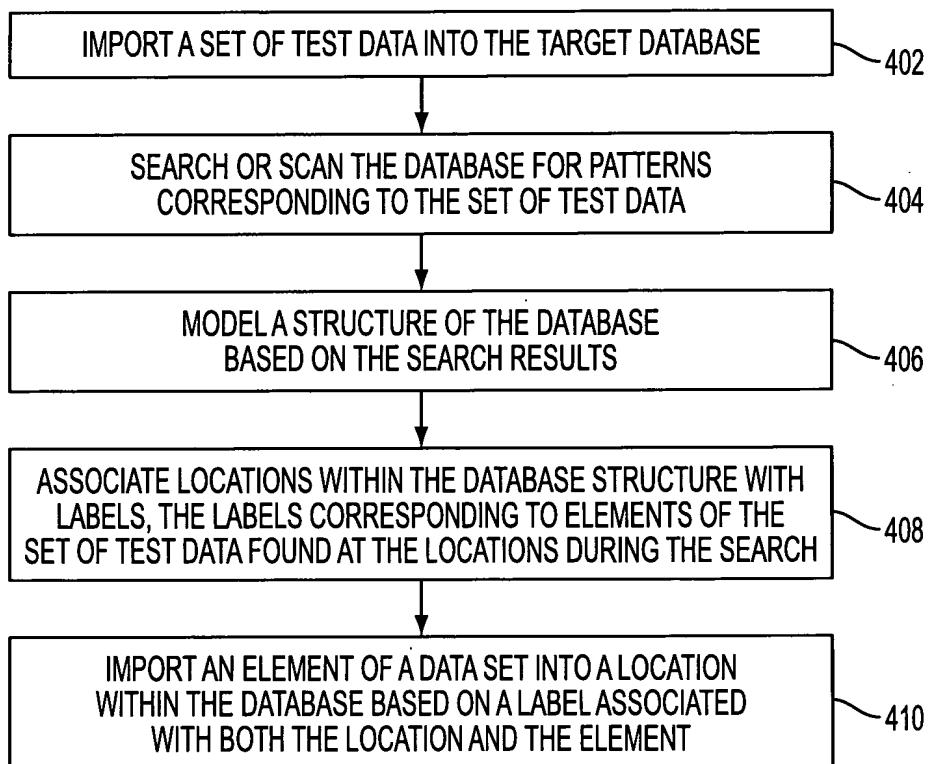 IMPORT A SET OF TEST DATA INTO THE TARGET DATABASE
402
SEARCH OR SCAN THE DATABASE FOR PATTERNS
CORRESPONDING TO THE SET OF TEST DATA
404
MODEL A STRUCTURE OF THE DATABASE
BASED ON THE SEARCH RESULTS
406
ASSOCIATE LOCATIONS WITHIN THE DATABASE STRUCTURE WITH
LABELS, THE LABELS CORRESPONDING TO ELEMENTS OF THE
SET OF TEST DATA FOUND AT THE LOCATIONS DURING THE SEARCH
408
IMPORT AN ELEMENT OF A DATA SET INTO A LOCATION
WITHIN THE DATABASE BASED ON A LABEL ASSOCIATED
WITH BOTH THE LOCATION AND THE ELEMENT
410